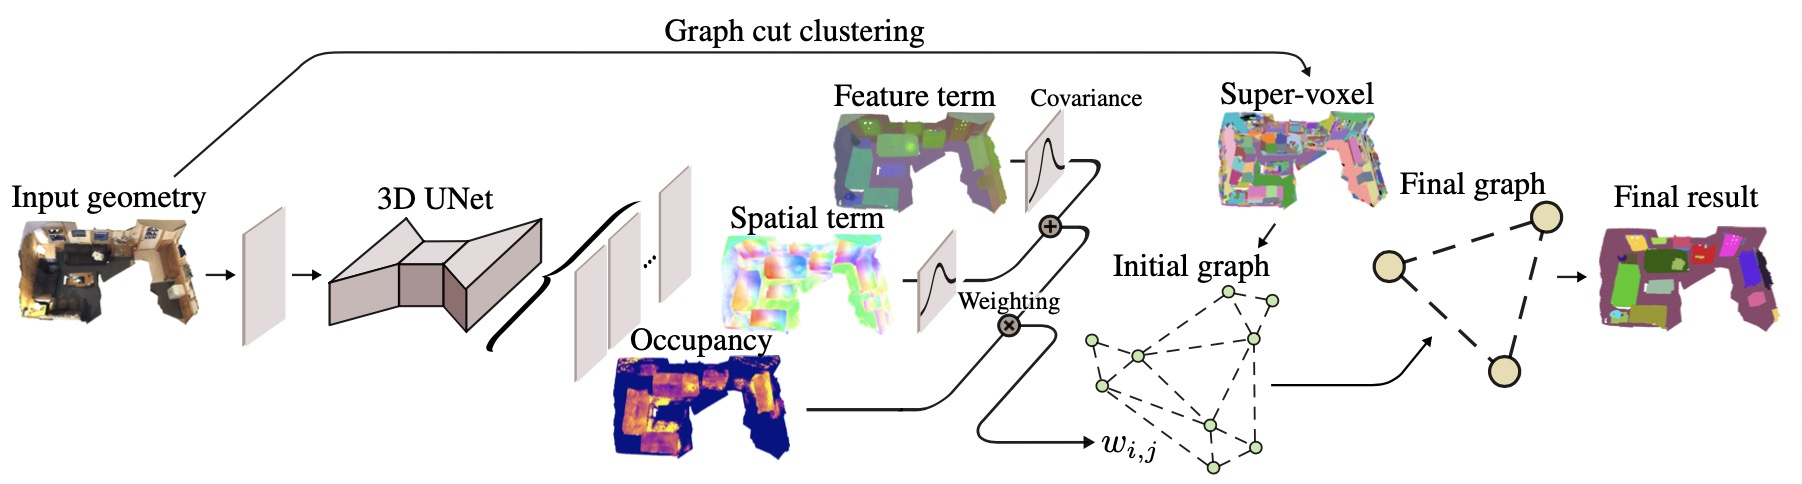 Graph cut clustering
Feature term
Covariance
Super-voxel
Input geometry
3D UNet
Spatial term
Final graph
Final result
Initial graph
Weighting
Occupancy
...
+
×
w_{i,j}